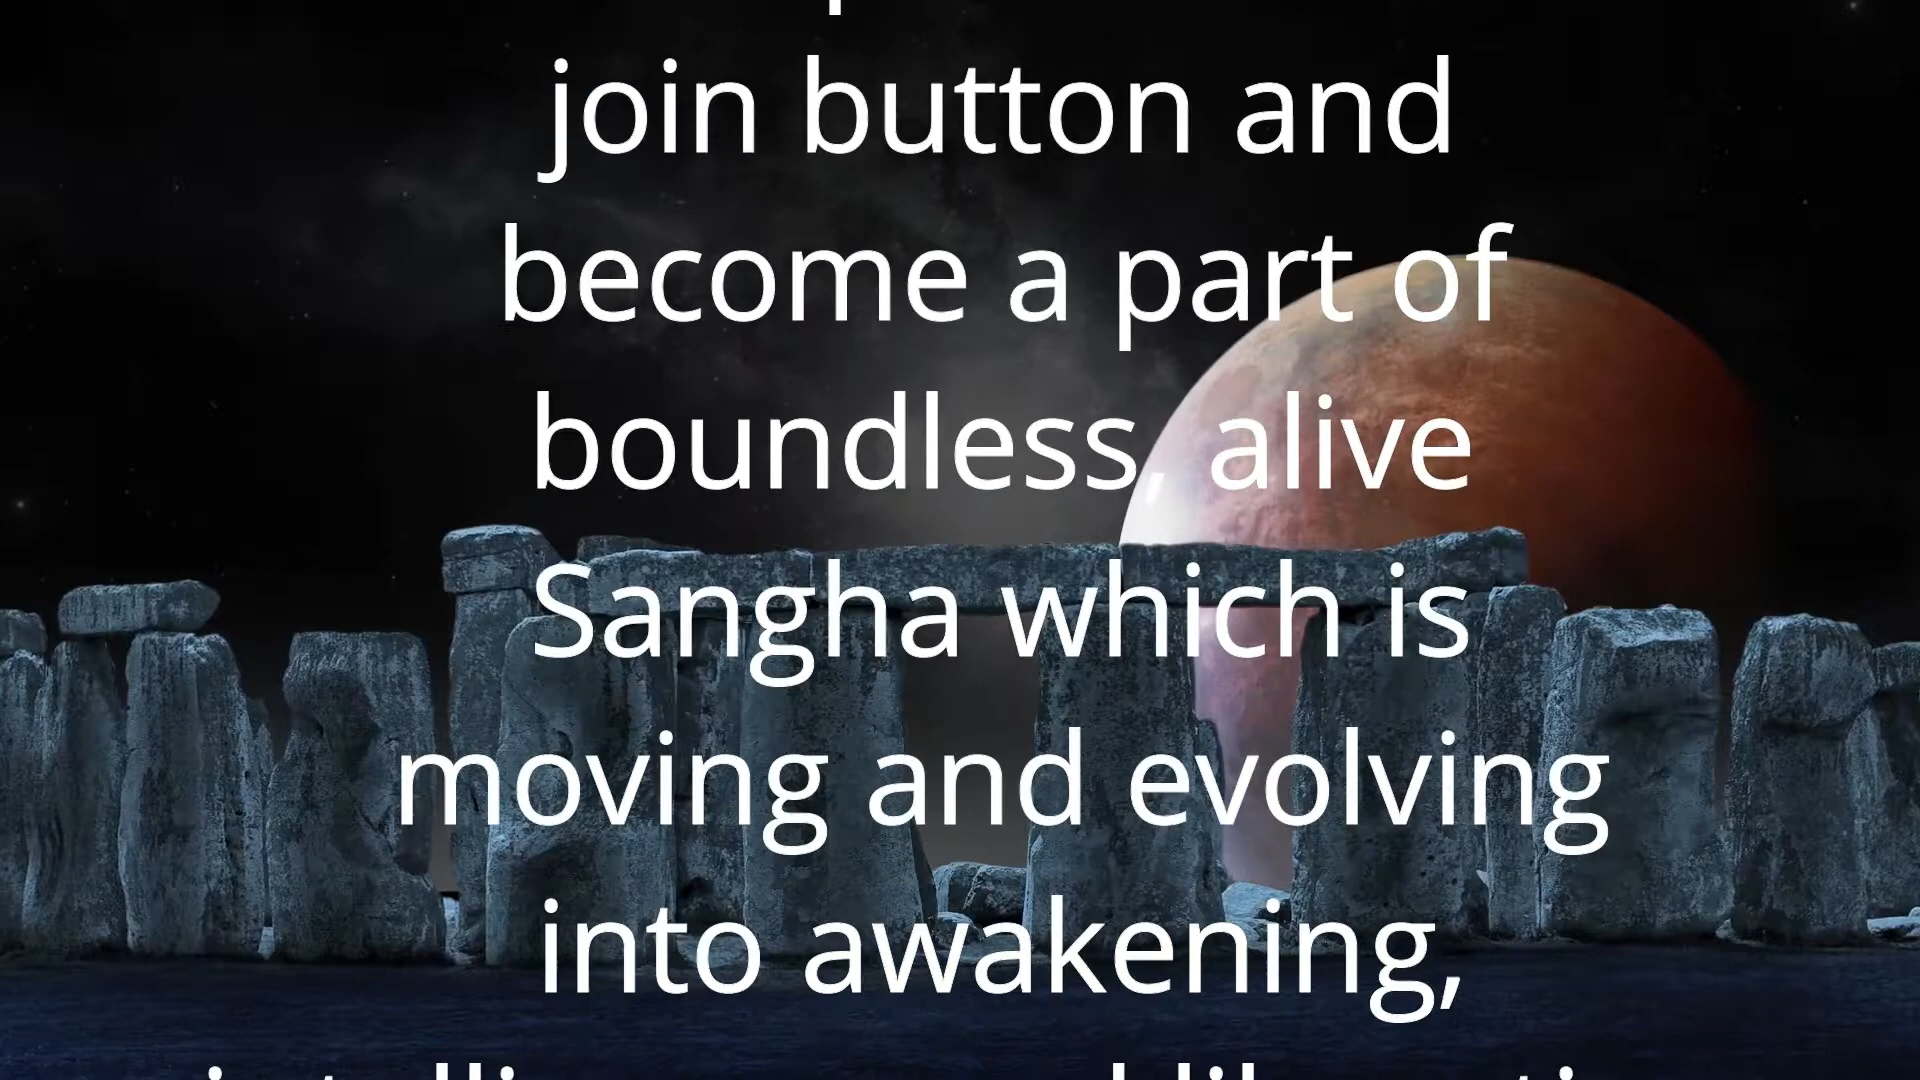 join button and
become a part of
boundless, alive
Sangha which is
moving and evolving
into awakening,